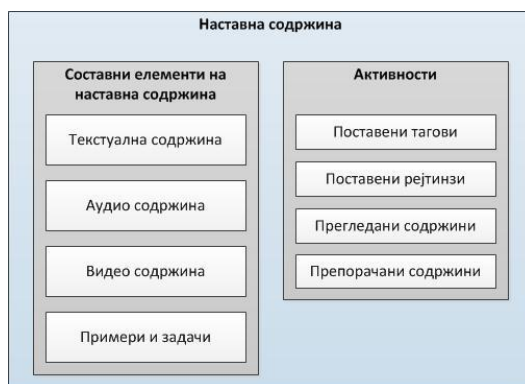 Наставна содржина
Составни елементи на
наставна содржина
Текстуална содржина
Аудио содржина
Видео содржина
Примери и задачи
Активности
Поставени тагови
Поставени рејтинзи
Прегледани содржини
Препорачани содржини